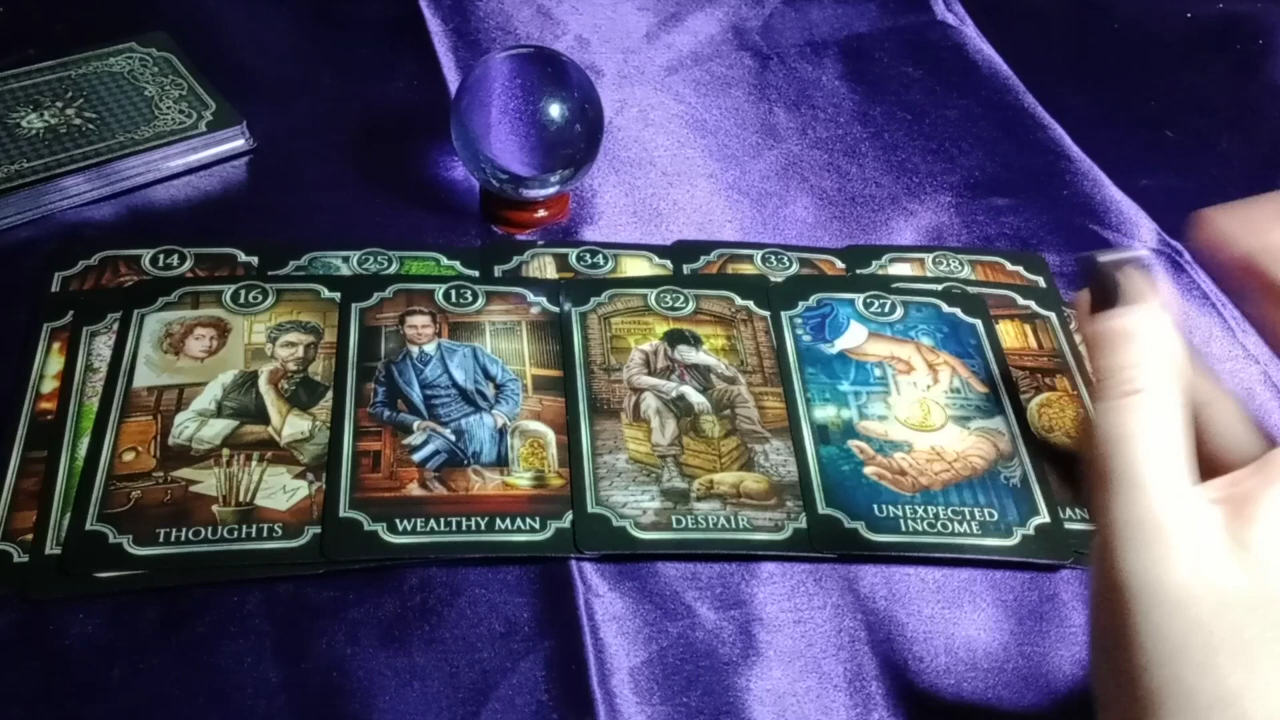 14
25
34
33
28
16
13
32
27
THOUGHTS
WEALTHY MAN
DESPAIR
UNEXPECTED
INCOME